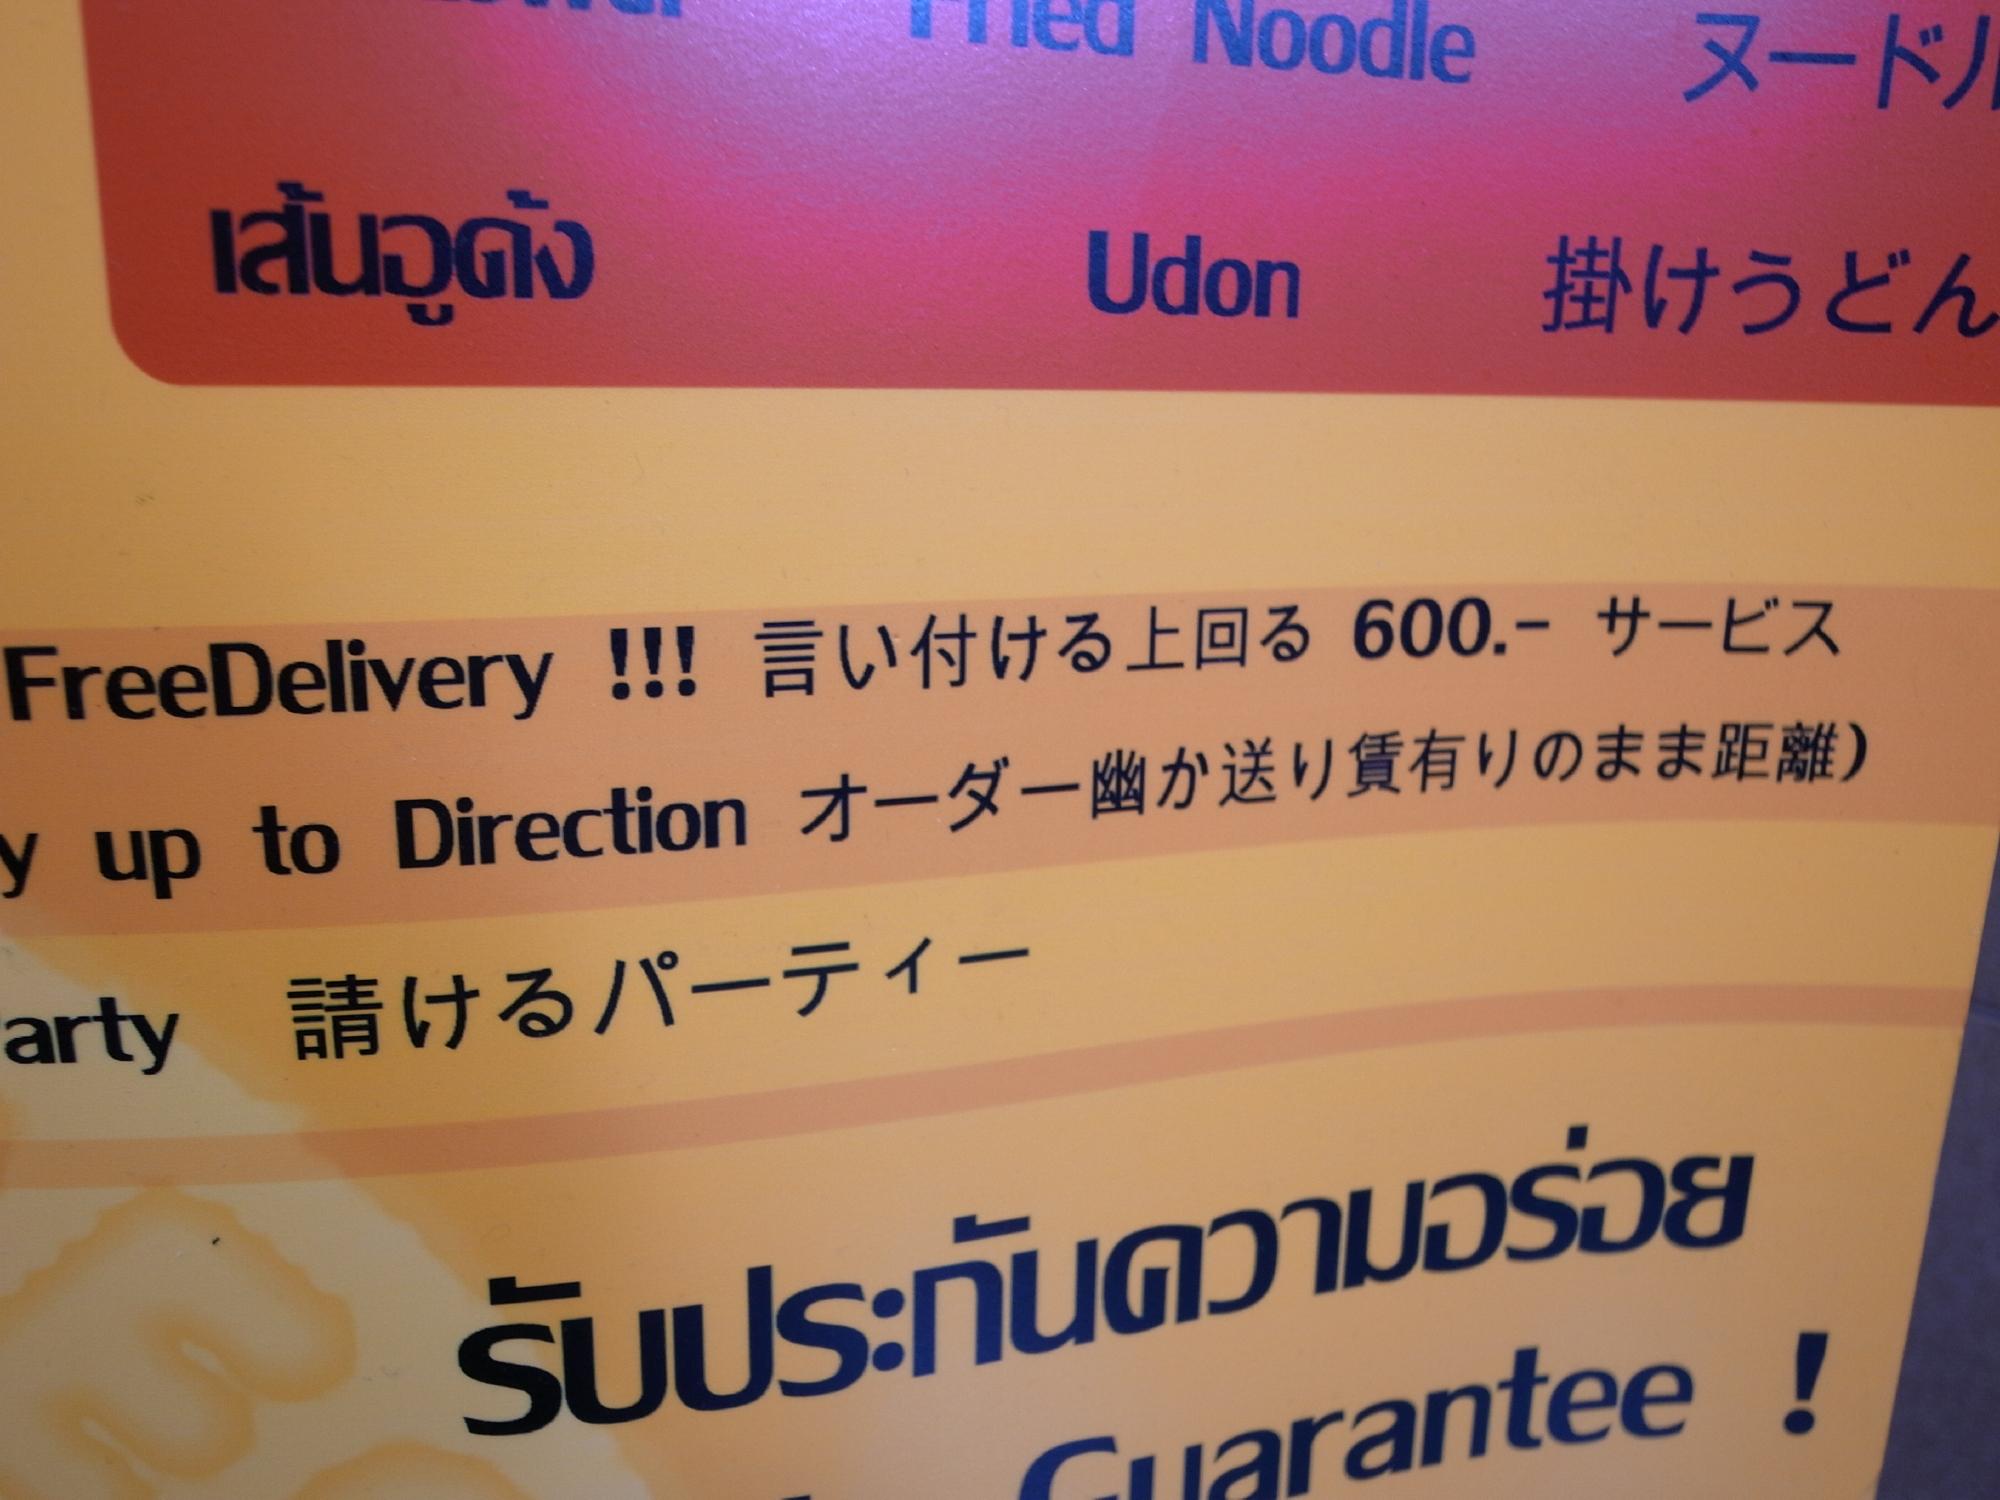 Fried Noodle ヌードル
เส้นอูด้ง Udon 掛けうどん
FreeDelivery !!! 言い付ける上回る 600.- サービス
y up to Direction オーダー幽か送り賃有りのまま距離)
arty 請けるパーティー
รับประกันความอร่อย
Guarantee !